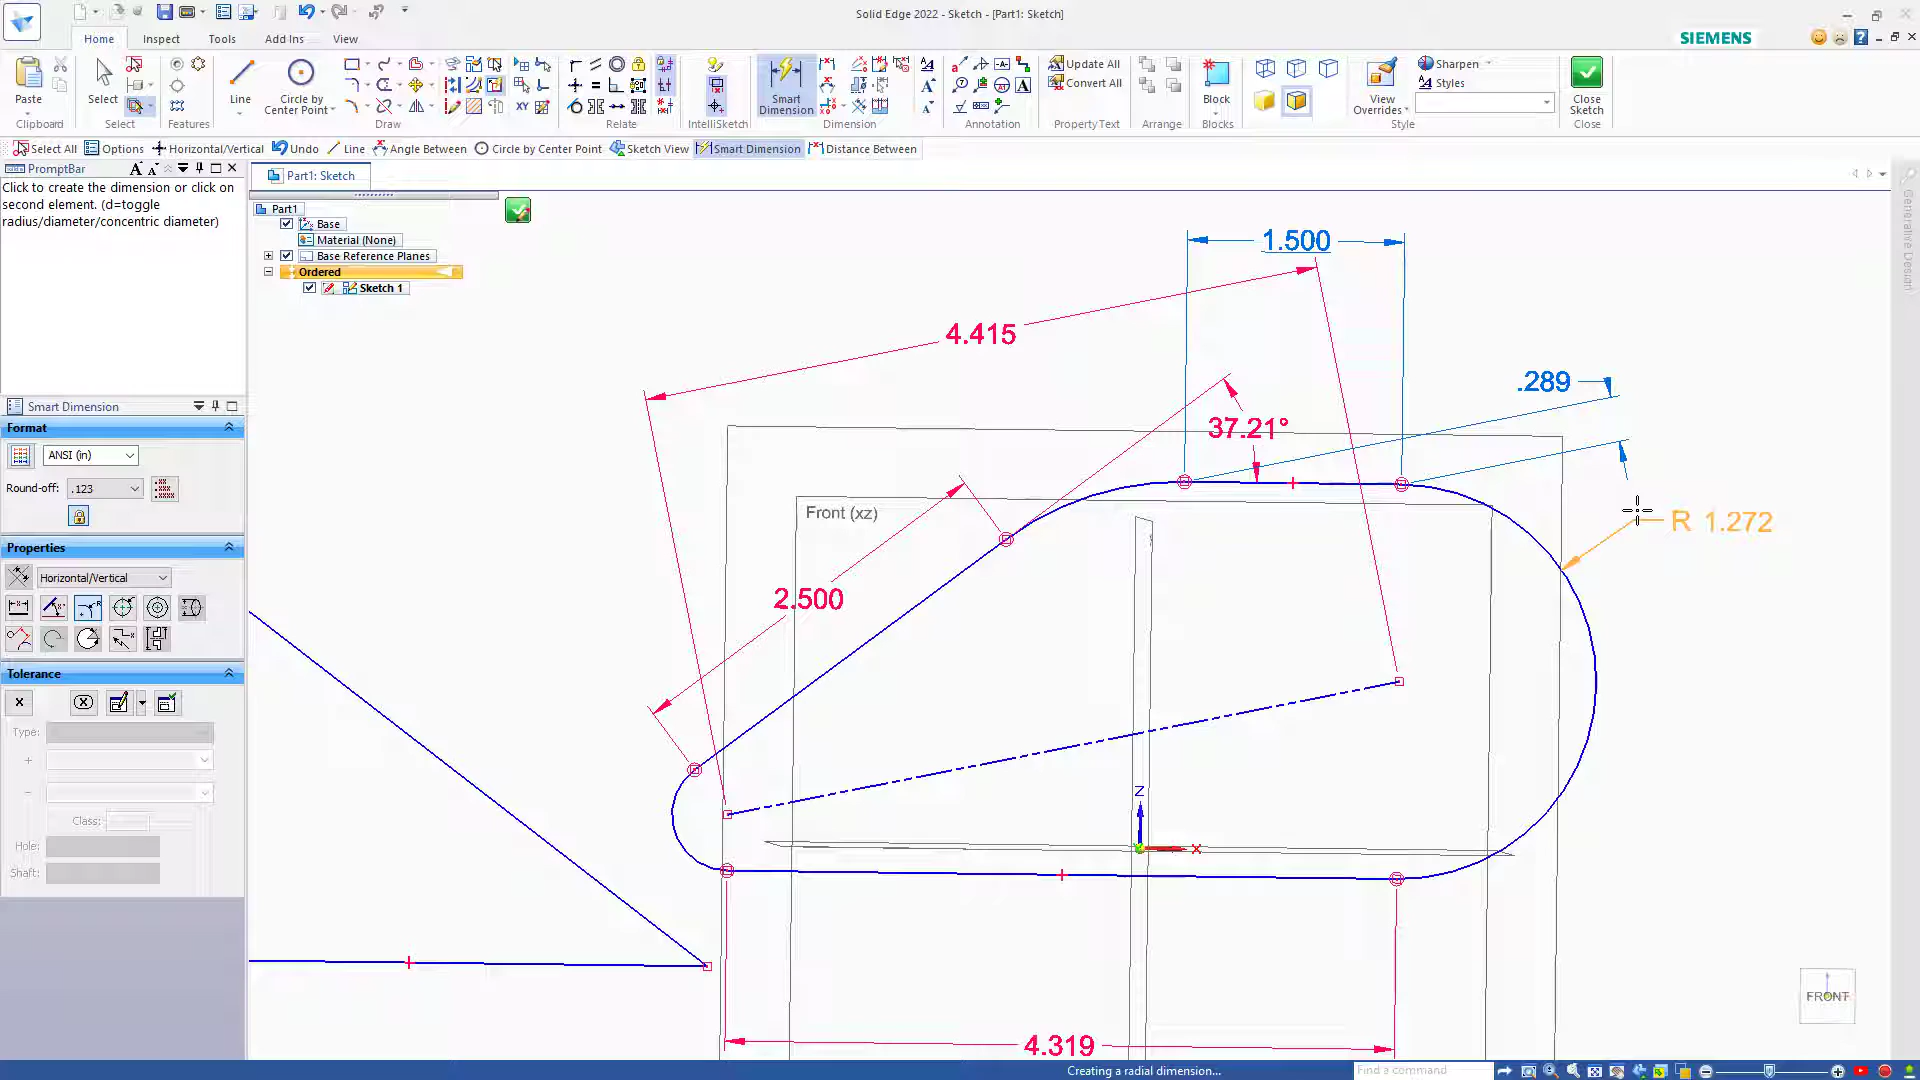 Solid Edge 2022 - Sketch - [Part1: Sketch]
Home
Inspect
Tools
Add Ins
View
SIEMENS
Paste
Clipboard
Select
Select
Features
Line
Circle by
Center Point
Draw
XY
Relate
IntelliSketch
Smart
Dimension
Dimension
Annotation
Update All
Convert All
PropertyText
Arrange
Block
Blocks
View
Overrides
Sharpen
Styles
Style
Close
Sketch
Close
Select All
Options
Horizontal/Vertical
Undo
Line
Angle Between
Circle by Center Point
Sketch View
Smart Dimension
Distance Between
PromptBar
Click to create the dimension or click on
second element. (d=toggle
radius/diameter/concentric diameter)
Part1: Sketch
Part1
Base
Material (None)
Base Reference Planes
Ordered
Sketch 1
Smart Dimension
Format
ANSI (in)
Round-off:
.123
Properties
Horizontal/Vertical
Tolerance
Type:
+
−
Class:
Hole:
Shaft:
1.500
4.415
.289
37.21°
Front (xz)
R 1.272
2.500
Z
X
4.319
FRONT
Generative Design
Creating a radial dimension...
Find a command